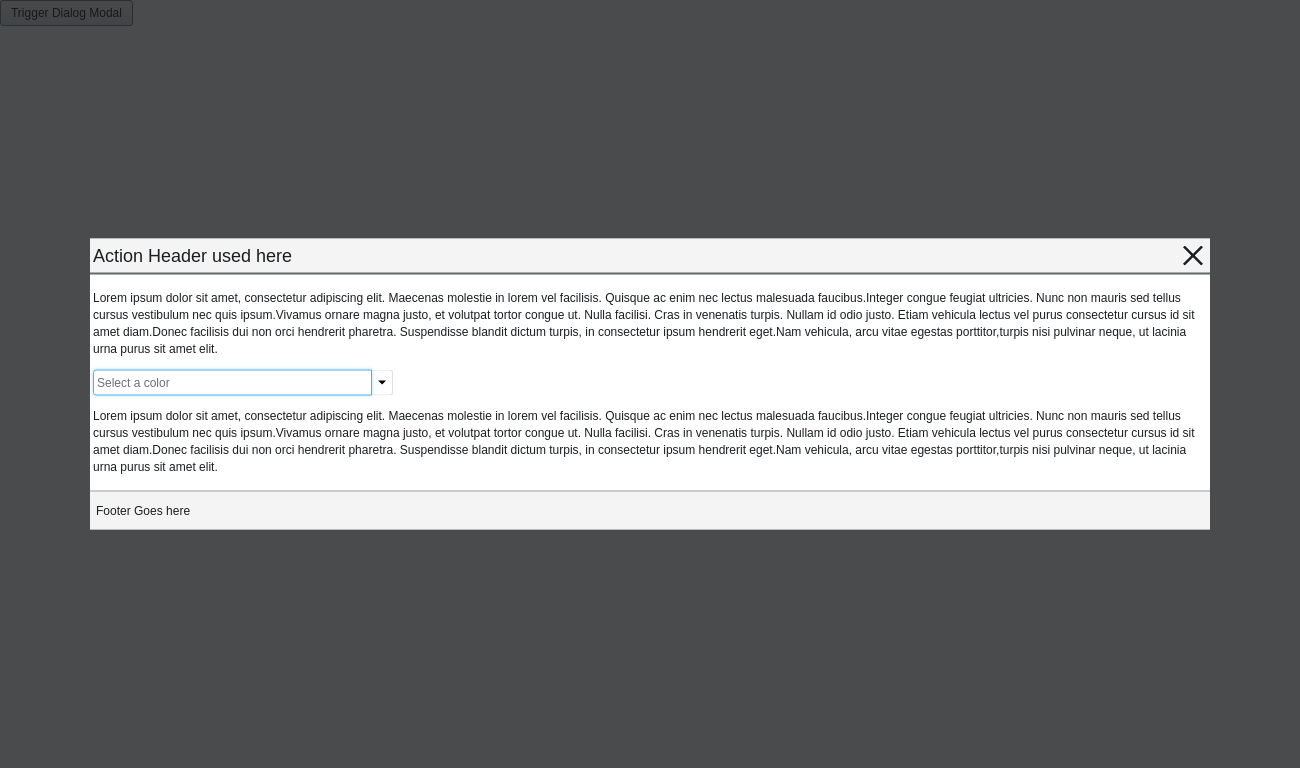 Trigger Dialog Modal
Action Header used here
Lorem ipsum dolor sit amet, consectetur adipiscing elit. Maecenas molestie in lorem vel facilisis. Quisque ac enim nec lectus malesuada faucibus.Integer congue feugiat ultricies. Nunc non mauris sed tellus
cursus vestibulum nec quis ipsum.Vivamus ornare magna justo, et volutpat tortor congue ut. Nulla facilisi. Cras in venenatis turpis. Nullam id odio justo. Etiam vehicula lectus vel purus consectetur cursus id sit
amet diam.Donec facilisis dui non orci hendrerit pharetra. Suspendisse blandit dictum turpis, in consectetur ipsum hendrerit eget.Nam vehicula, arcu vitae egestas porttitor,turpis nisi pulvinar neque, ut lacinia
urna purus sit amet elit.
Select a color
Lorem ipsum dolor sit amet, consectetur adipiscing elit. Maecenas molestie in lorem vel facilisis. Quisque ac enim nec lectus malesuada faucibus.Integer congue feugiat ultricies. Nunc non mauris sed tellus
cursus vestibulum nec quis ipsum.Vivamus ornare magna justo, et volutpat tortor congue ut. Nulla facilisi. Cras in venenatis turpis. Nullam id odio justo. Etiam vehicula lectus vel purus consectetur cursus id sit
amet diam.Donec facilisis dui non orci hendrerit pharetra. Suspendisse blandit dictum turpis, in consectetur ipsum hendrerit eget.Nam vehicula, arcu vitae egestas porttitor,turpis nisi pulvinar neque, ut lacinia
urna purus sit amet elit.
Footer Goes here